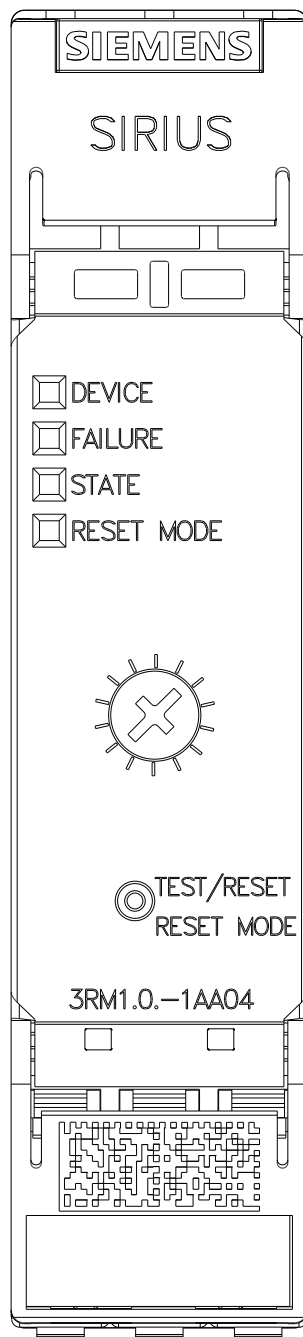 SIEMENS
SIRIUS
DEVICE
FAILURE
STATE
RESET MODE
TEST/RESET
RESET MODE
3RM1.0.-1AA04